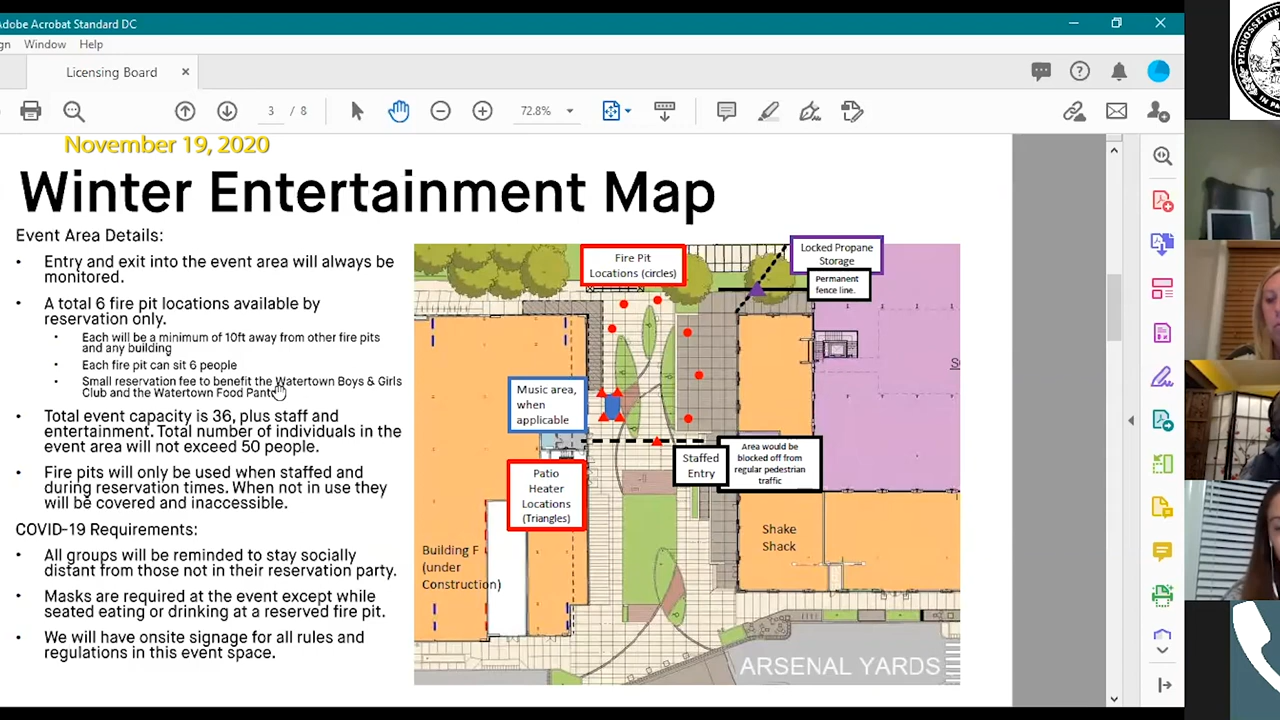 Adobe Acrobat Standard DC
Window Help
Licensing Board
3 / 8
72.8%
November 19, 2020
Winter Entertainment Map
Event Area Details:
• Entry and exit into the event area will always be
monitored.
• A total 6 fire pit locations available by
reservation only.
• Each will be a minimum of 10ft away from other fire pits
and any building
• Each fire pit can sit 6 people
• Small reservation fee to benefit the Watertown Boys & Girls
Club and the Watertown Food
• Total event capacity is 36, plus staff and
entertainment. Total number of individuals in the
event area will not exceed 50 people.
• Fire pits will only be used when staffed and
during reservation times. When not in use they
will be covered and inaccessible.
COVID-19 Requirements:
• All groups will be reminded to stay socially
distant from those not in their reservation party.
• Masks are required at the event except while
seated eating or drinking at a reserved fire pit.
• We will have onsite signage for all rules and
regulations in this event space.
Fire Pit
Locations (circles)
Locked Propane
Storage
Permanent
fence line.
Music area,
when
applicable
Staffed
Entry
Area would be
blocked off from
regular pedestrian
traffic
Patio
Heater
Locations
(Triangles)
Building F
(under
Construction)
Shake
Shack
ARSENAL YARDS